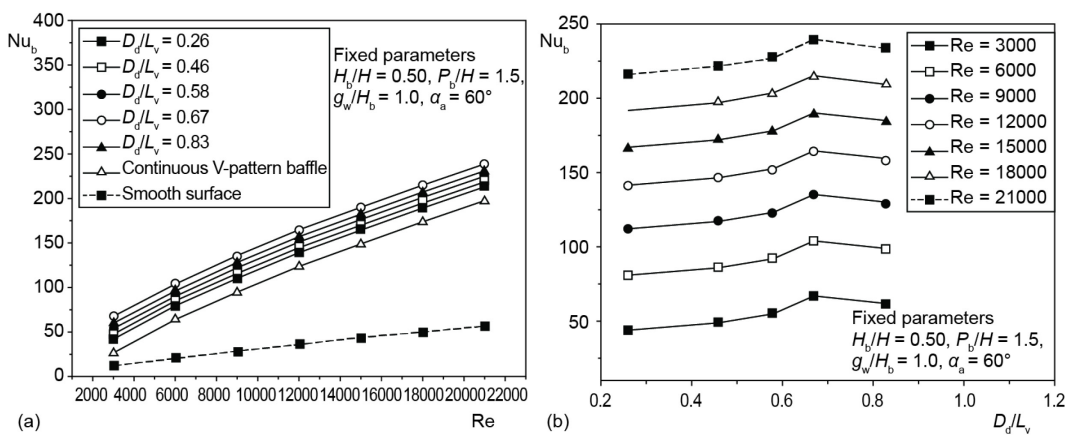 400
350
300
250
200
150
100
50
0
Nu_b
D_d/L_v = 0.26
D_d/L_v = 0.46
D_d/L_v = 0.58
D_d/L_v = 0.67
D_d/L_v = 0.83
Continuous V-pattern baffle
Smooth surface
Fixed parameters
H_b/H = 0.50, P_b/H = 1.5,
g_w/H_b = 1.0, α_a = 60°
2000 4000 6000 8000 10000 12000 14000 16000 18000 20000 22000
(a)
Re
250
200
150
100
50
Nu_b
Re = 3000
Re = 6000
Re = 9000
Re = 12000
Re = 15000
Re = 18000
Re = 21000
Fixed parameters
H_b/H = 0.50, P_b/H = 1.5,
g_w/H_b = 1.0, α_a = 60°
0.2 0.4 0.6 0.8 1.0 1.2
(b)
D_d/L_v